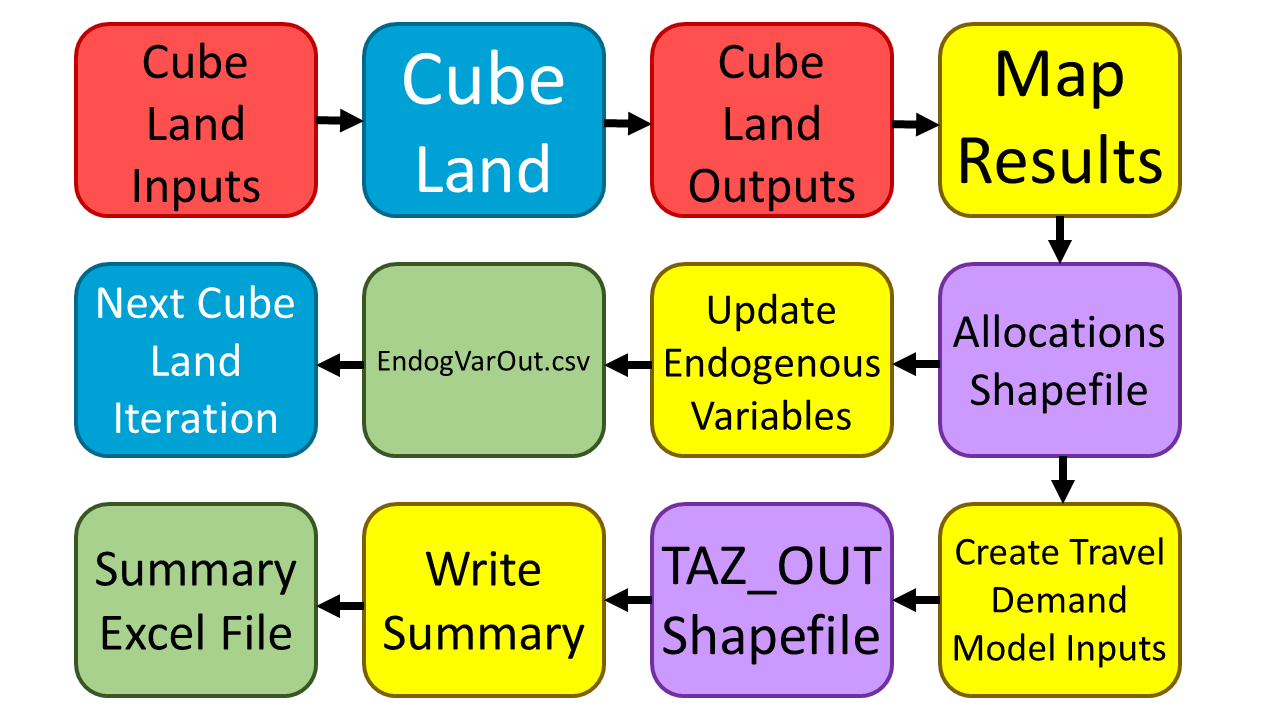 Cube
Land
Inputs
Cube
Land
Cube
Land
Outputs
Map
Results
Next Cube
Land
Iteration
EndogVarOut.csv
Update
Endogenous
Variables
Allocations
Shapefile
Summary
Excel File
Write
Summary
TAZ_OUT
Shapefile
Create Travel
Demand
Model Inputs